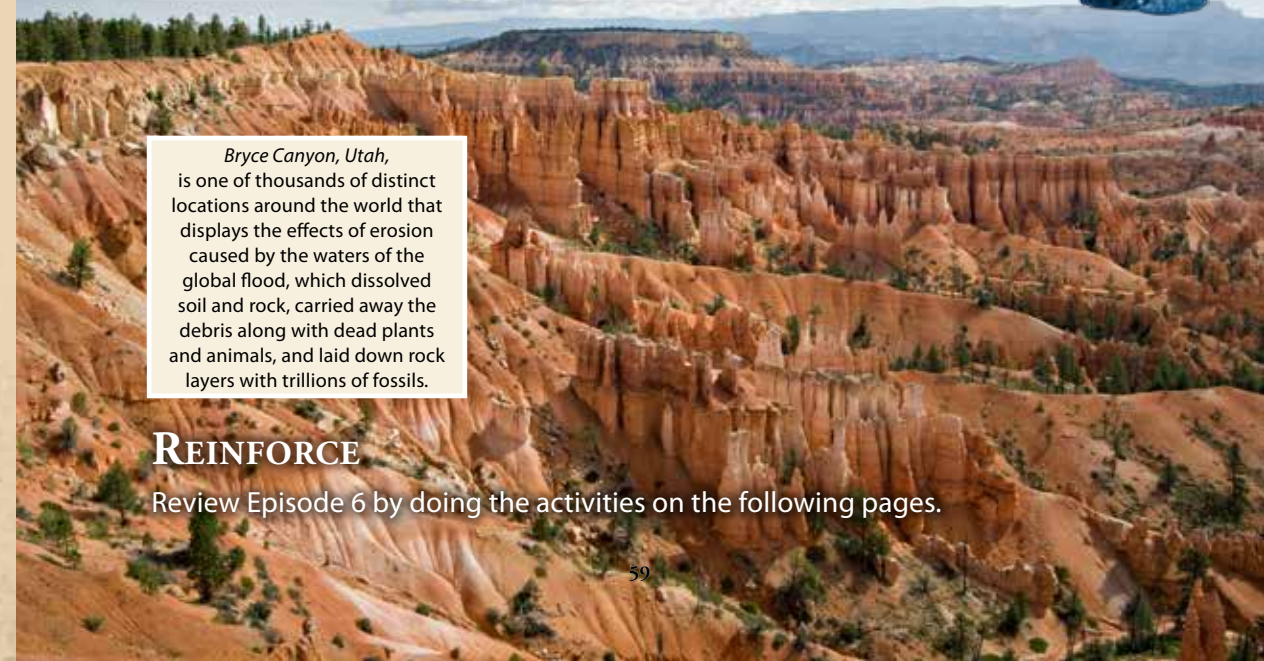 Bryce Canyon, Utah,
is one of thousands of distinct
locations around the world that
displays the effects of erosion
caused by the waters of the
global flood, which dissolved
soil and rock, carried away the
debris along with dead plants
and animals, and laid down rock
layers with trillions of fossils.
REINFORCE
Review Episode 6 by doing the activities on the following pages.
59